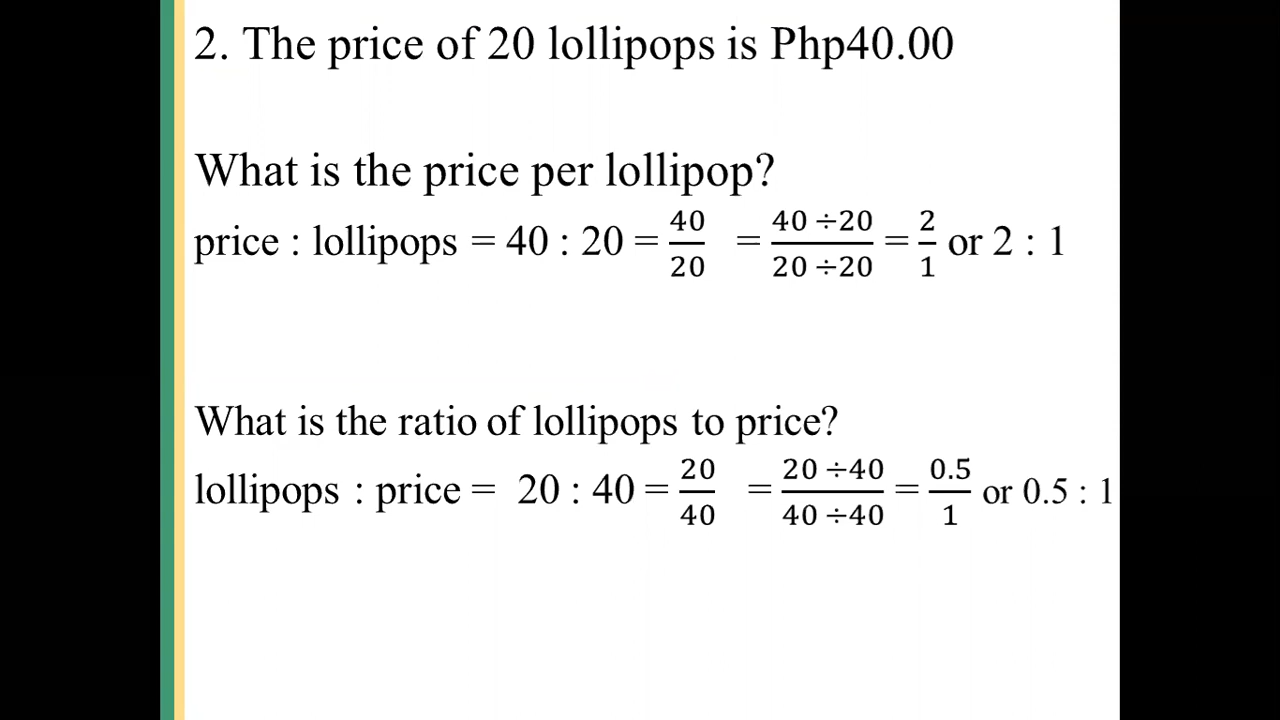 2. The price of 20 lollipops is Php40.00
What is the price per lollipop?
price : lollipops = 40 : 20 = 40/20 = 40 ÷20/20 ÷20 = 2/1 or 2 : 1
What is the ratio of lollipops to price?
lollipops : price = 20 : 40 = 20/40 = 20 ÷40/40 ÷40 = 0.5/1 or 0.5 : 1